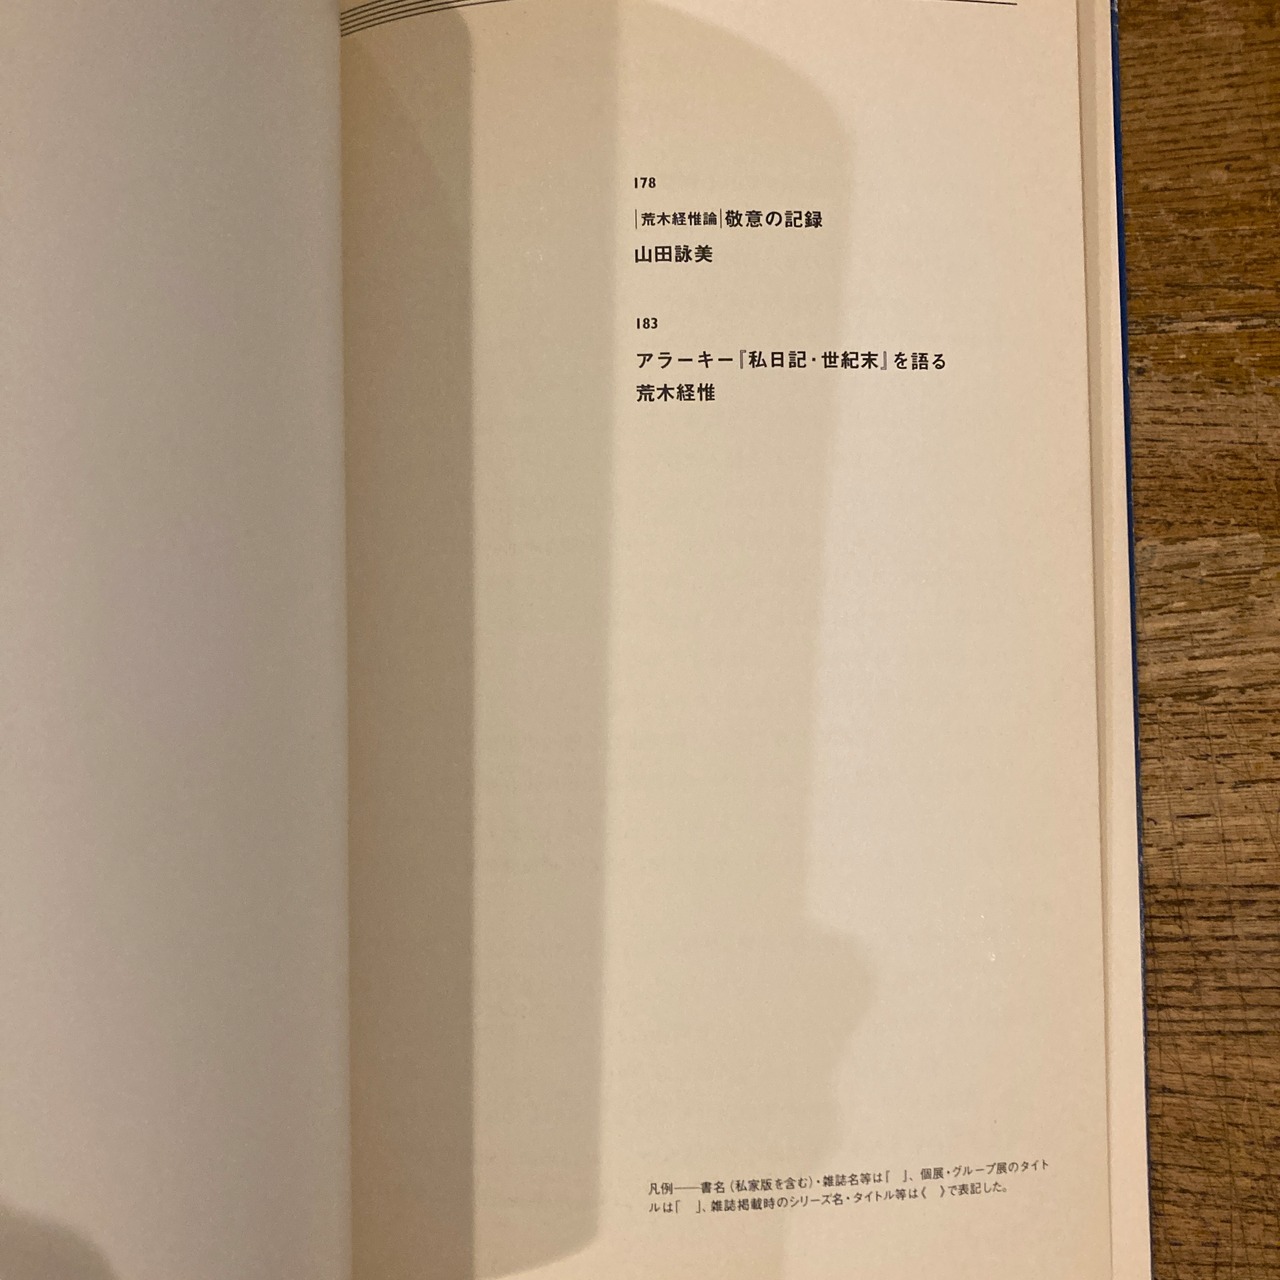 178
|荒木経惟論|敬意の記録
山田詠美
183
アラーキー『私日記・世紀末』を語る
荒木経惟
凡例――書名(私家版を含む)・雑誌名等は『　』、個展・グループ展のタイト
ルは「　」、雑誌掲載時のシリーズ名・タイトル等は《　》で表記した。